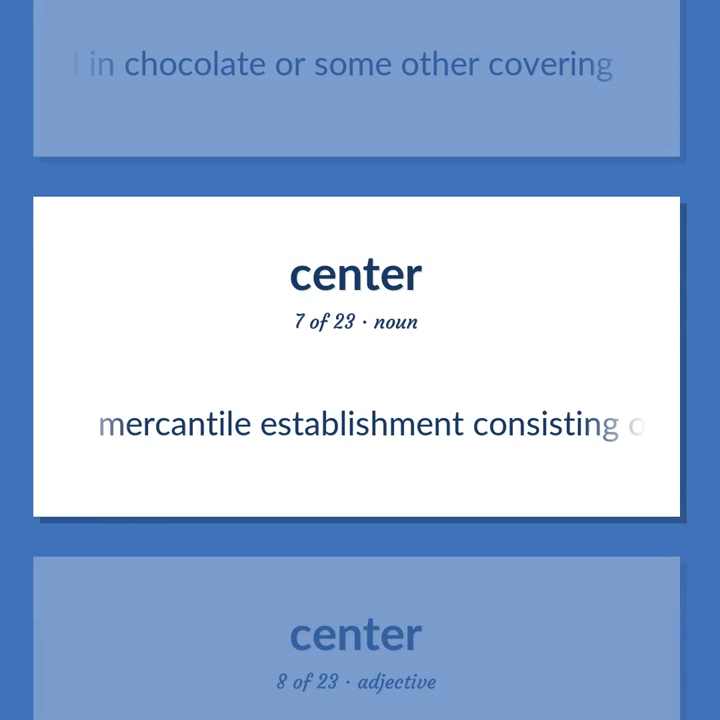 in chocolate or some other covering
center
7 of 23 · noun
mercantile establishment consisting
center
8 of 23 · adjective